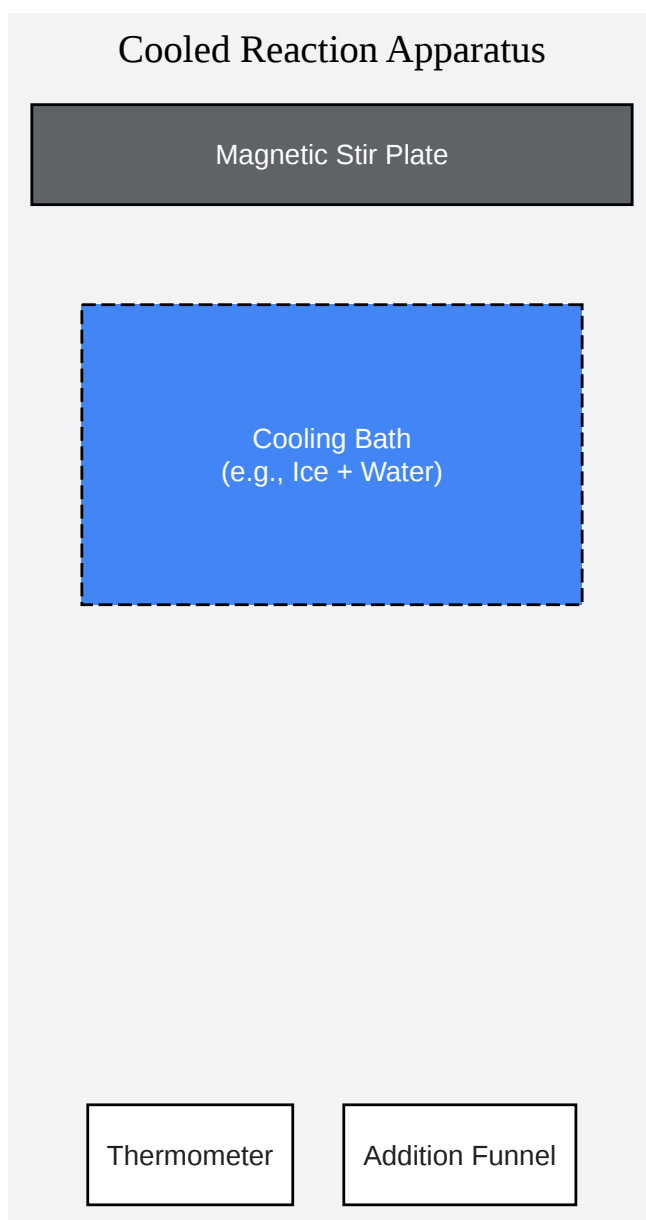 Cooled Reaction Apparatus
Magnetic Stir Plate
Cooling Bath
(e.g., Ice + Water)
Thermometer
Addition Funnel